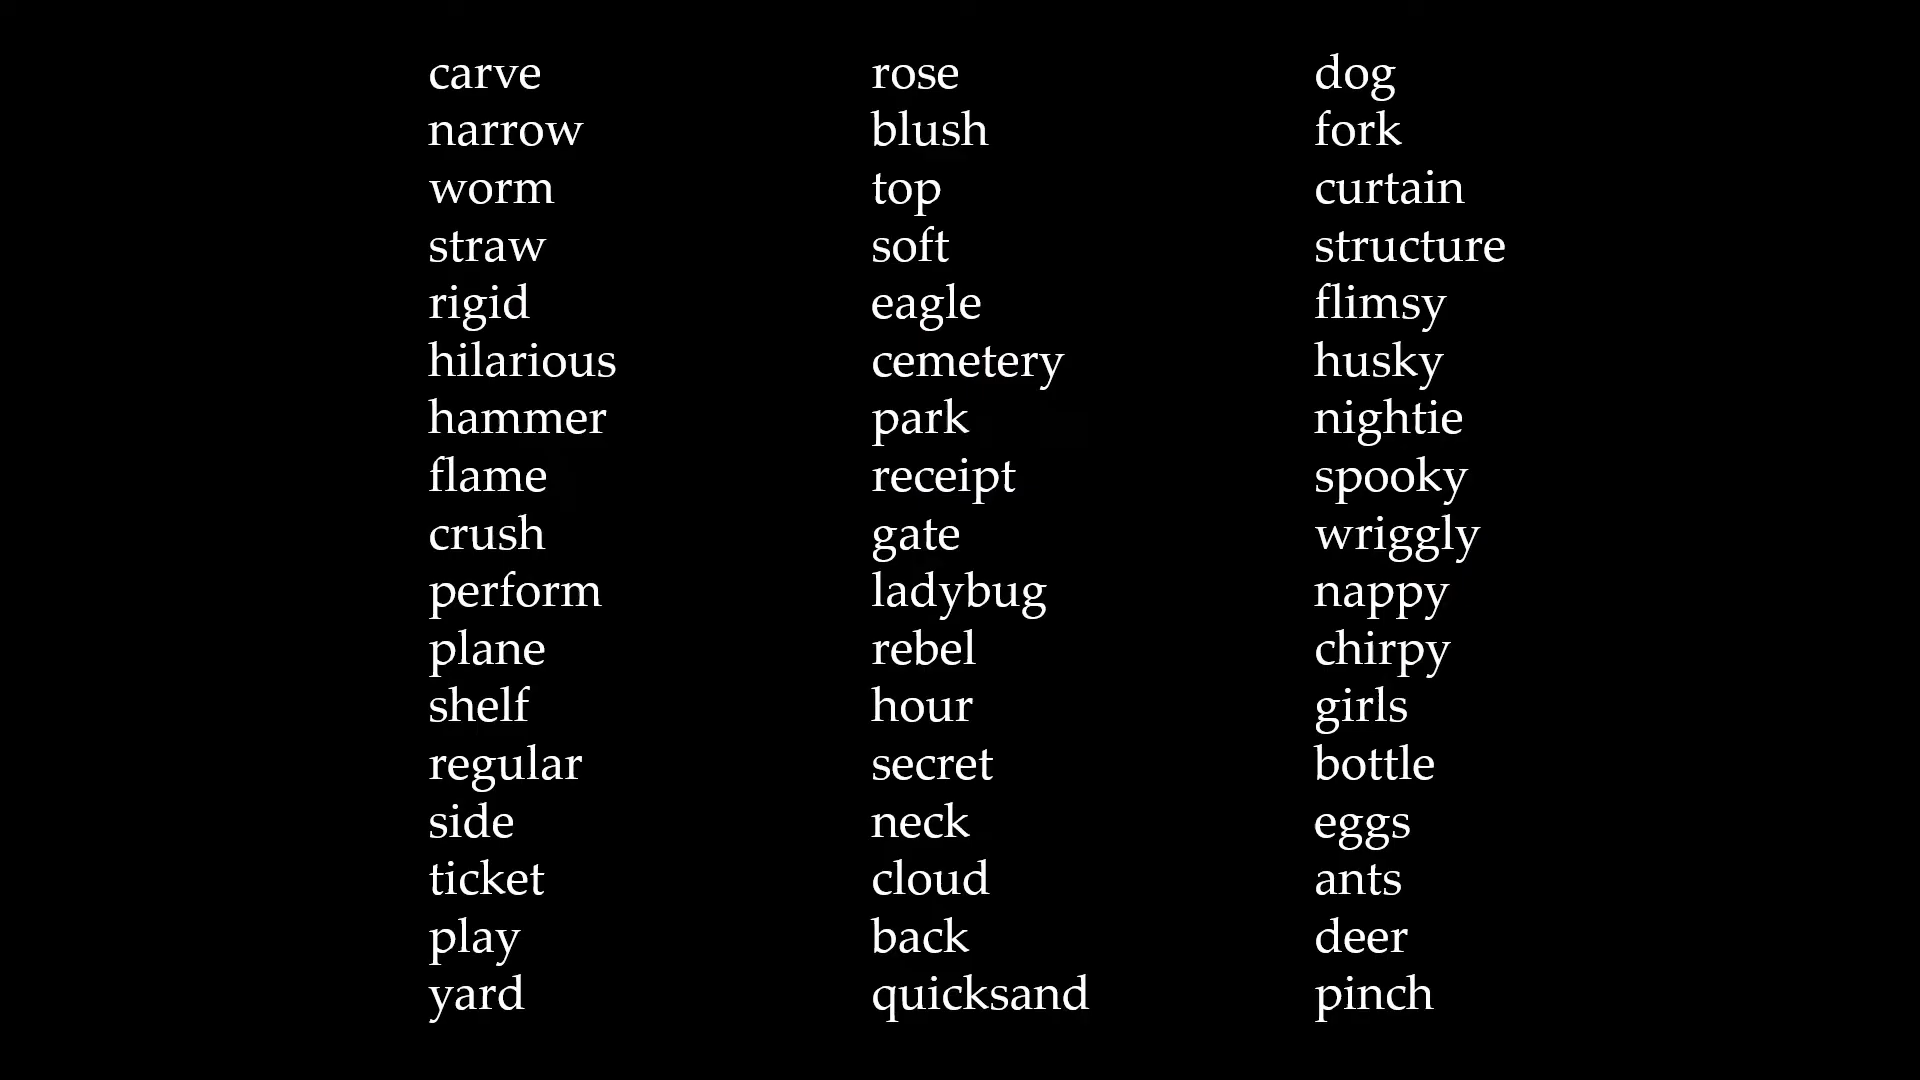 carve
narrow
worm
straw
rigid
hilarious
hammer
flame
crush
perform
plane
shelf
regular
side
ticket
play
yard
rose
blush
top
soft
eagle
cemetery
park
receipt
gate
ladybug
rebel
hour
secret
neck
cloud
back
quicksand
dog
fork
curtain
structure
flimsy
husky
nightie
spooky
wriggly
nappy
chirpy
girls
bottle
eggs
ants
deer
pinch